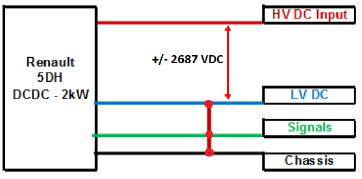 HV DC Input
Renault
5DH
DCDC - 2kW
+/- 2687 VDC
LV DC
Signals
Chassis